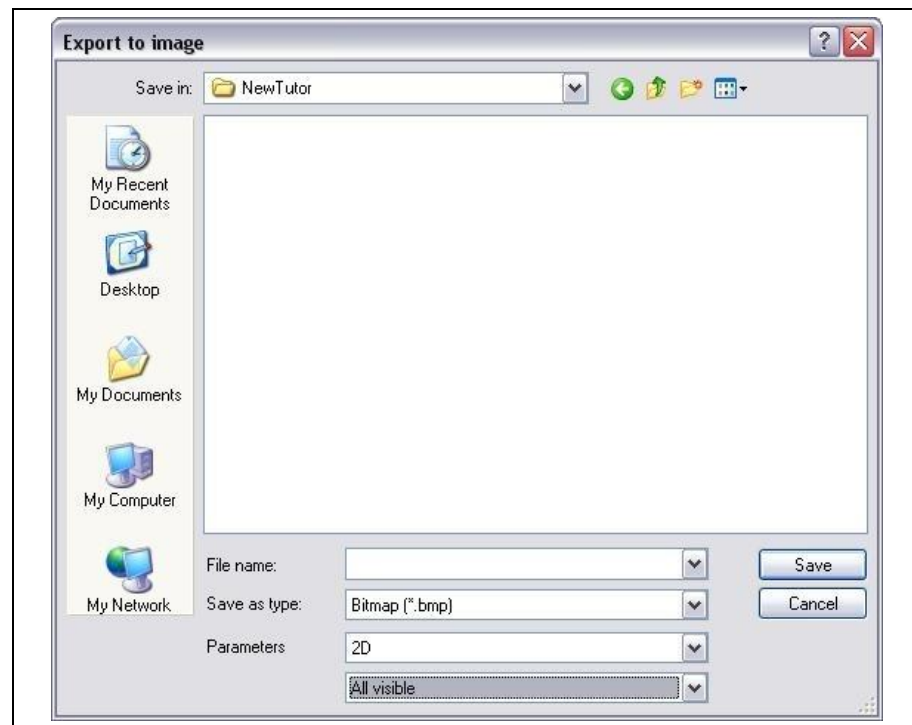 Export to image
?
Save in: NewTutor
My Recent
Documents
Desktop
My Documents
My Computer
My Network
File name:
Save
Save as type: Bitmap (*.bmp)
Cancel
Parameters 2D
All visible